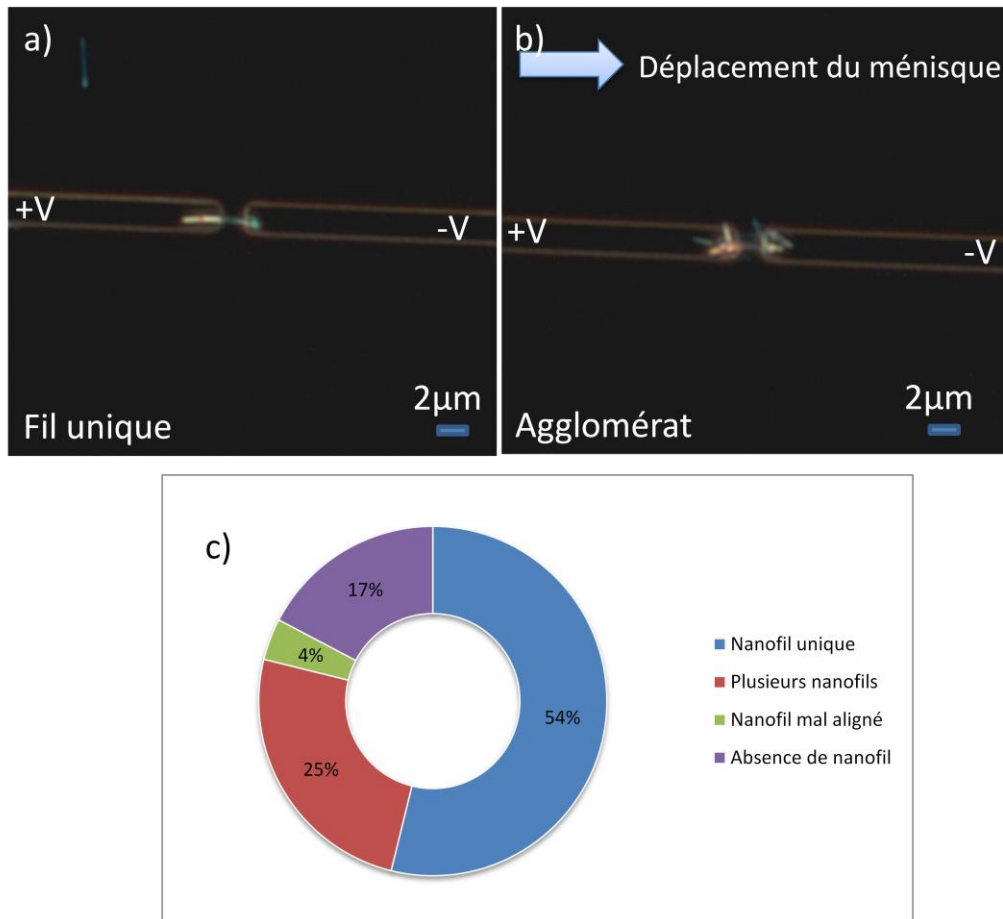 a)
+V
-V
2µm
Fil unique
b)
Déplacement du ménisque
+V
-V
2µm
Agglomérat
c)
17%
4%
25%
54%
Nanofil unique
Plusieurs nanofils
Nanofil mal aligné
Absence de nanofil